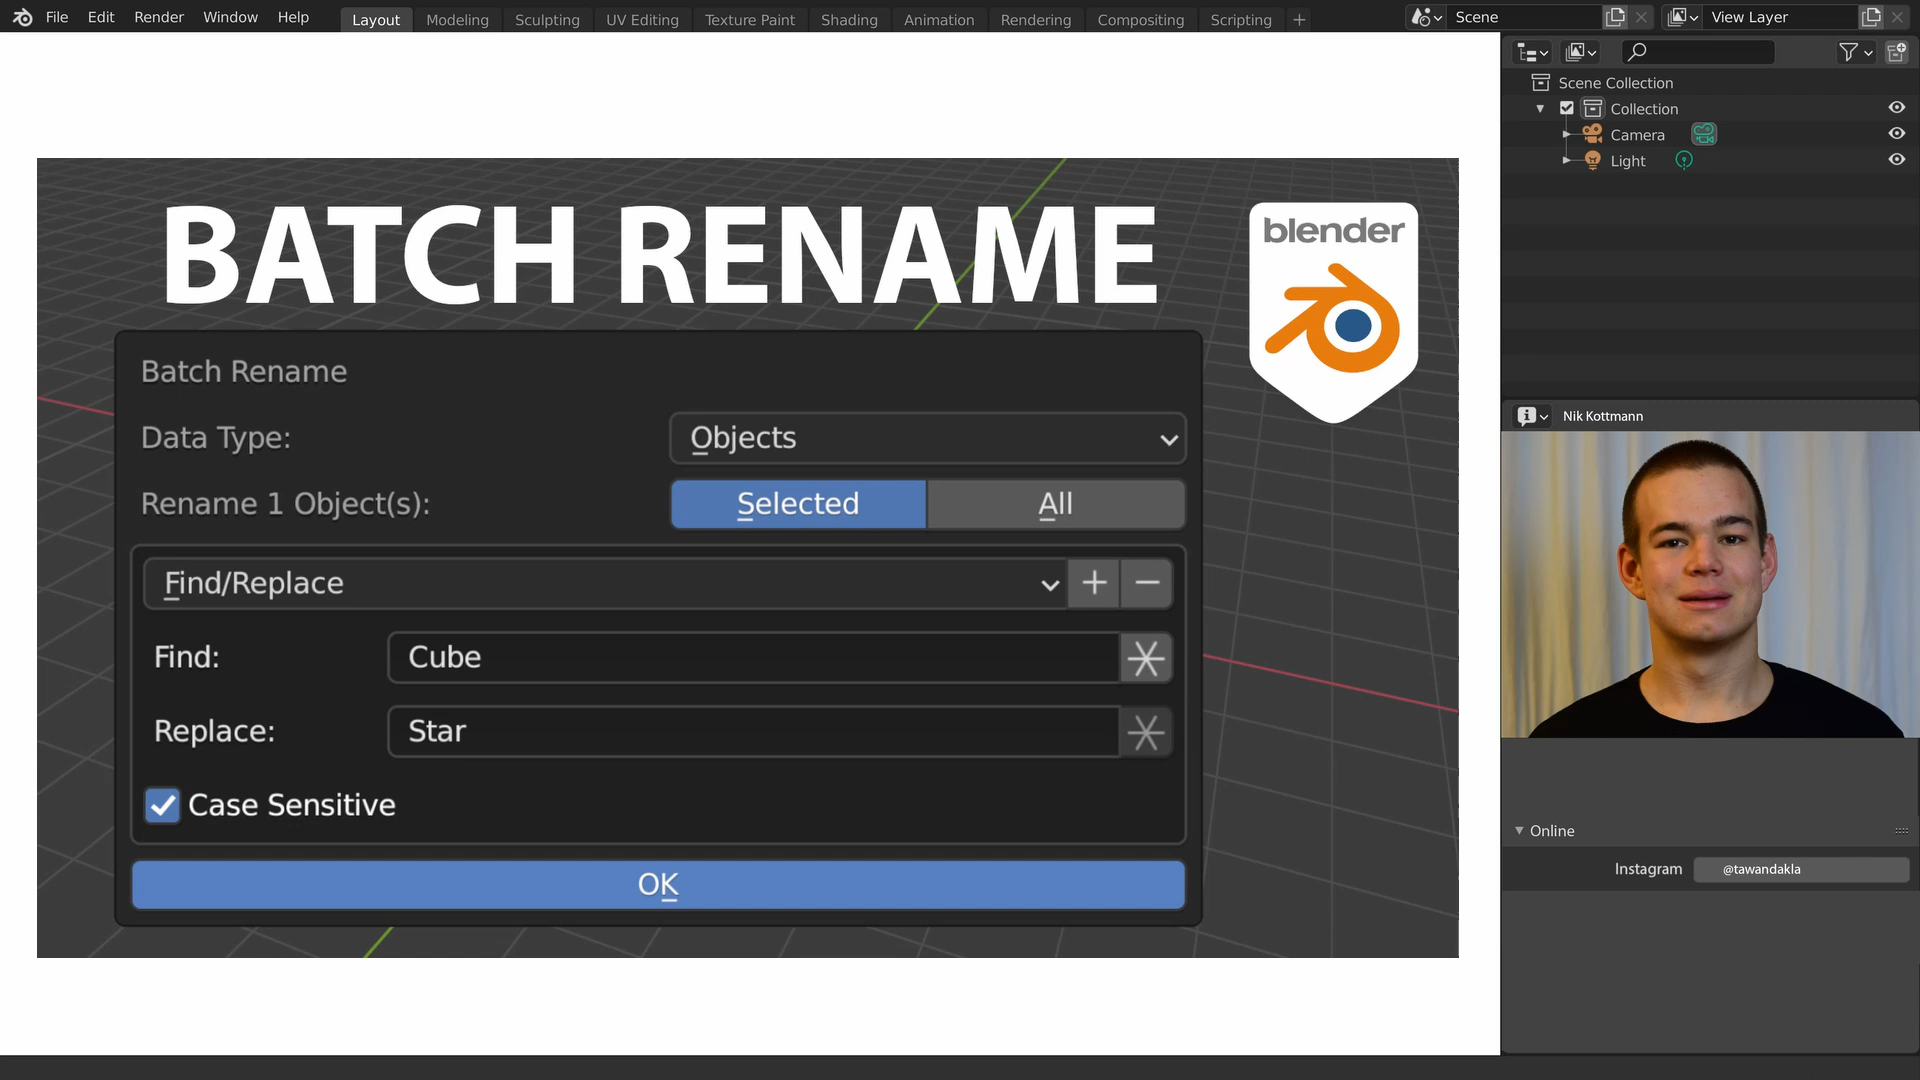 File Edit Render Window Help Layout Modeling Sculpting UV Editing Texture Paint Shading Animation Rendering Compositing Scripting + Scene View Layer
Scene Collection
Collection
Camera
Light
BATCH RENAME
blender
Batch Rename
Data Type: Objects
Rename 1 Object(s): Selected All
Find/Replace
Find: Cube
Replace: Star
Case Sensitive
OK
Nik Kottmann
Online
Instagram @tawandakla